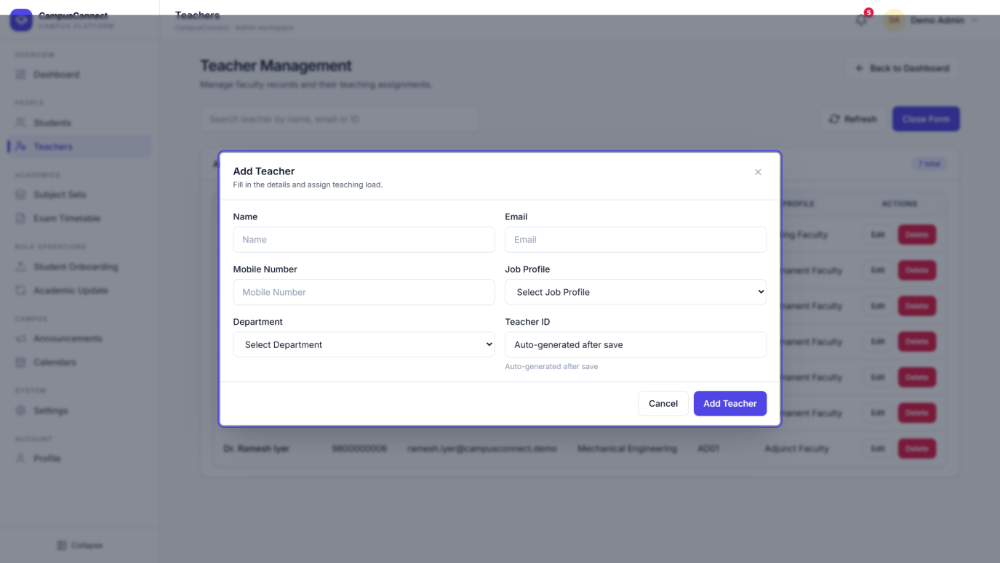 CampusConnect
CAMPUS PLATFORM
Teachers
CampusConnect · Admin workspace
5
DA
Demo Admin
OVERVIEW
Dashboard
PEOPLE
Students
Teachers
ACADEMICS
Subject Sets
Exam Timetable
BULK OPERATIONS
Student Onboarding
Academic Update
CAMPUS
Announcements
Calendars
SYSTEM
Settings
ACCOUNT
Profile
Collapse
Teacher Management
Manage faculty records and their teaching assignments.
Back to Dashboard
Search teacher by name, email or ID
Refresh
Close Form
7 total
PROFILE ACTIONS
Faculty Edit Delete
Faculty Edit Delete
Faculty Edit Delete
Faculty Edit Delete
Faculty Edit Delete
Faculty Edit Delete
Dr. Ramesh Iyer 9800000006 ramesh.iyer@campusconnect.demo Mechanical Engineering AD01 Adjunct Faculty Edit Delete
Add Teacher
Fill in the details and assign teaching load.
Name
Name
Email
Email
Mobile Number
Mobile Number
Job Profile
Select Job Profile
Department
Select Department
Teacher ID
Auto-generated after save
Auto-generated after save
Cancel
Add Teacher